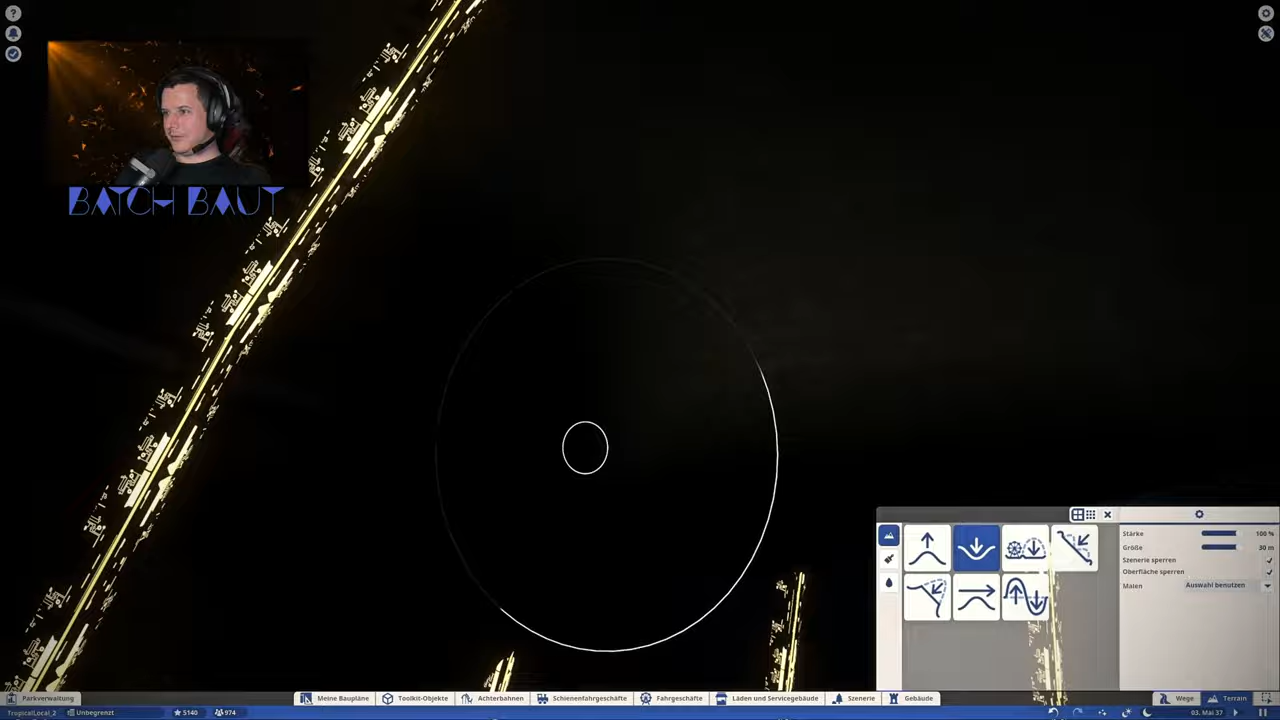 ?
BATCH BAUT
Stärke 100 %
Größe 30 m
Szenerie sperren
Oberfläche sperren
Malen Auswahl benutzen
Parkverwaltung
Meine Baupläne
Toolkit-Objekte
Achterbahnen
Schienenfahrgeschäfte
Fahrgeschäfte
Läden und Servicegebäude
Szenerie
Gebäude
Wege
Terrain
TropicalLocal_2
Unbegrenzt
5140
974
03. Mai 37